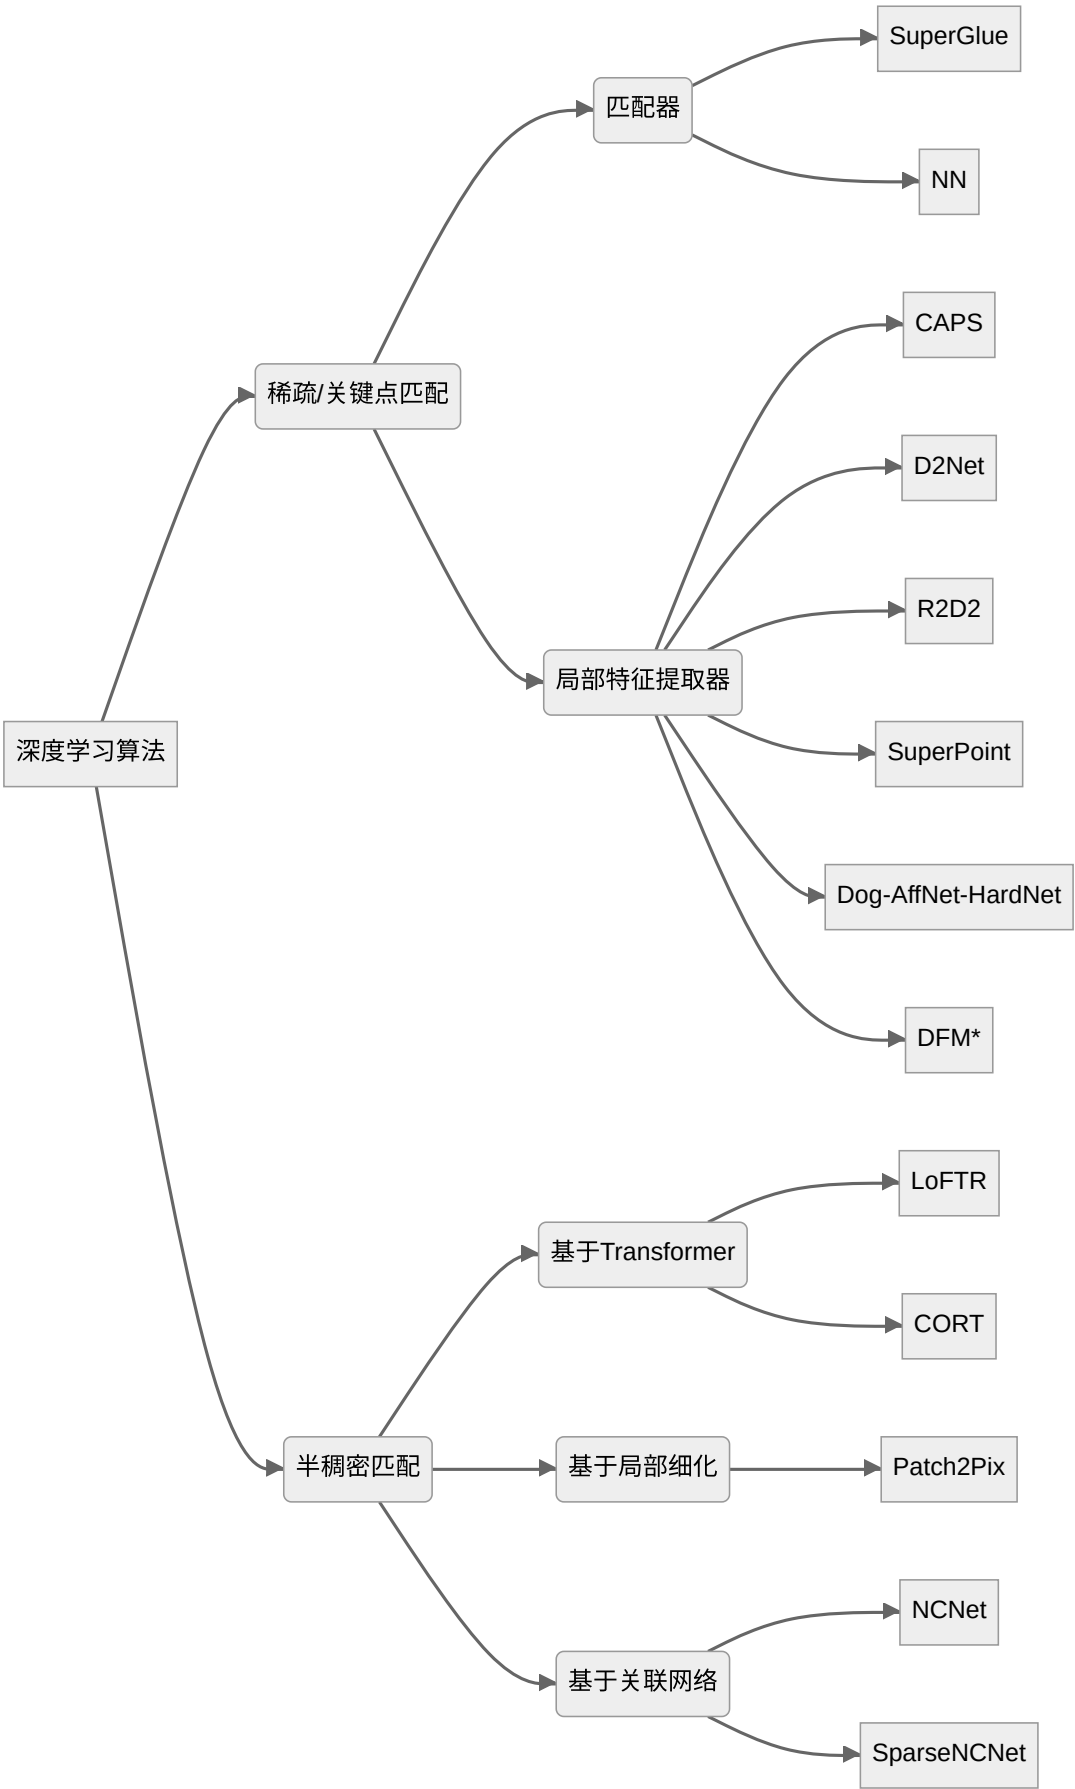 深度学习算法
稀疏/关键点匹配
匹配器
SuperGlue
NN
局部特征提取器
CAPS
D2Net
R2D2
SuperPoint
Dog-AffNet-HardNet
DFM*
半稠密匹配
基于Transformer
LoFTR
CORT
基于局部细化
Patch2Pix
基于关联网络
NCNet
SparseNCNet